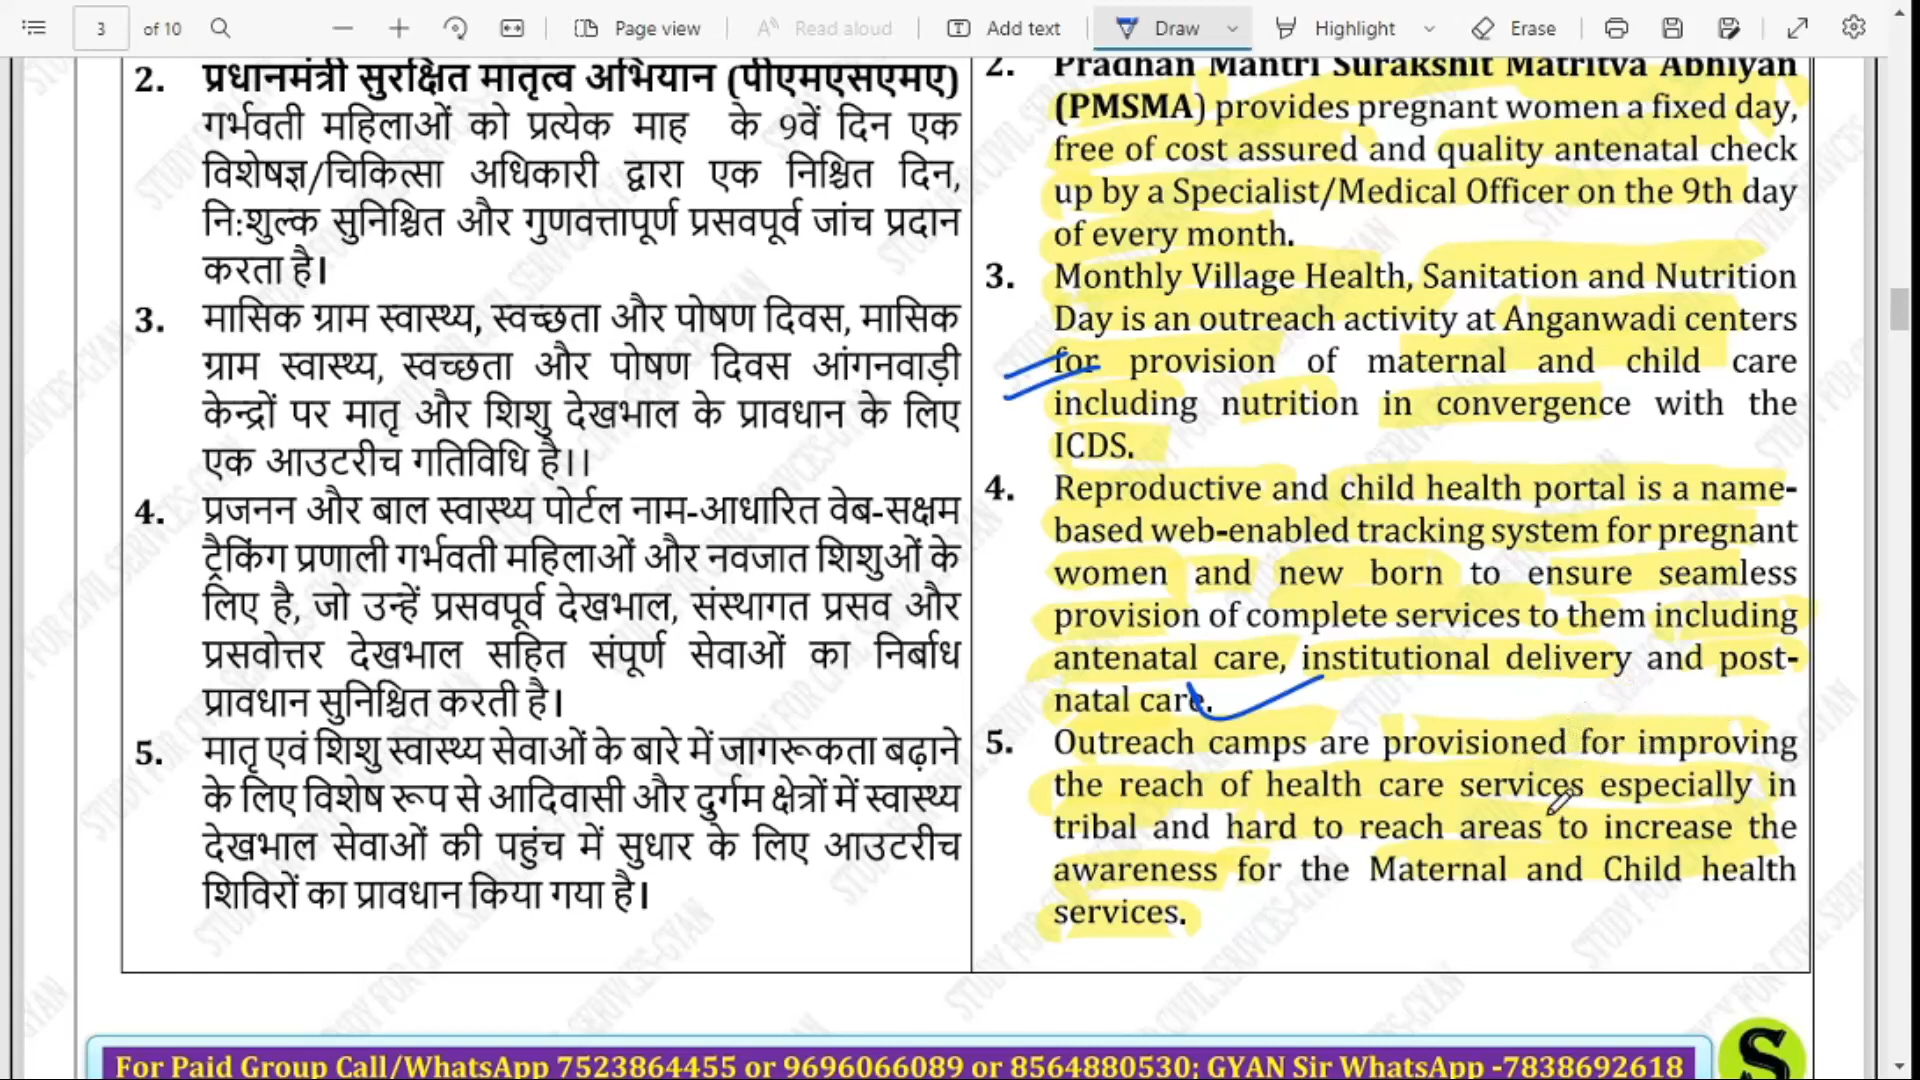 3 of 10 Page view Read aloud Add text Draw Highlight Erase
2. प्रधानमंत्री सुरक्षित मातृत्व अभियान (पीएमएसएमए)
गर्भवती महिलाओं को प्रत्येक माह के 9वें दिन एक
विशेषज्ञ/चिकित्सा अधिकारी द्वारा एक निश्चित दिन,
नि:शुल्क सुनिश्चित और गुणवत्तापूर्ण प्रसवपूर्व जांच प्रदान
करता है।
3. मासिक ग्राम स्वास्थ्य, स्वच्छता और पोषण दिवस, मासिक
ग्राम स्वास्थ्य, स्वच्छता और पोषण दिवस आंगनवाड़ी
केन्द्रों पर मातृ और शिशु देखभाल के प्रावधान के लिए
एक आउटरीच गतिविधि है।।
4. प्रजनन और बाल स्वास्थ्य पोर्टल नाम-आधारित वेब-सक्षम
ट्रैकिंग प्रणाली गर्भवती महिलाओं और नवजात शिशुओं के
लिए है, जो उन्हें प्रसवपूर्व देखभाल, संस्थागत प्रसव और
प्रसवोत्तर देखभाल सहित संपूर्ण सेवाओं का निर्बाध
प्रावधान सुनिश्चित करती है।
5. मातृ एवं शिशु स्वास्थ्य सेवाओं के बारे में जागरूकता बढ़ाने
के लिए विशेष रूप से आदिवासी और दुर्गम क्षेत्रों में स्वास्थ्य
देखभाल सेवाओं की पहुंच में सुधार के लिए आउटरीच
शिविरों का प्रावधान किया गया है।
2. Pradhan Mantri Surakshit Matritva Abhiyan
(PMSMA) provides pregnant women a fixed day,
free of cost assured and quality antenatal check
up by a Specialist/Medical Officer on the 9th day
of every month.
3. Monthly Village Health, Sanitation and Nutrition
Day is an outreach activity at Anganwadi centers
for provision of maternal and child care
including nutrition in convergence with the
ICDS.
4. Reproductive and child health portal is a name-
based web-enabled tracking system for pregnant
women and new born to ensure seamless
provision of complete services to them including
antenatal care, institutional delivery and post-
natal care.
5. Outreach camps are provisioned for improving
the reach of health care services especially in
tribal and hard to reach areas to increase the
awareness for the Maternal and Child health
services.
For Paid Group Call/WhatsApp 7523864455 or 9696066089 or 8564880530; GYAN Sir WhatsApp -7838692618
S